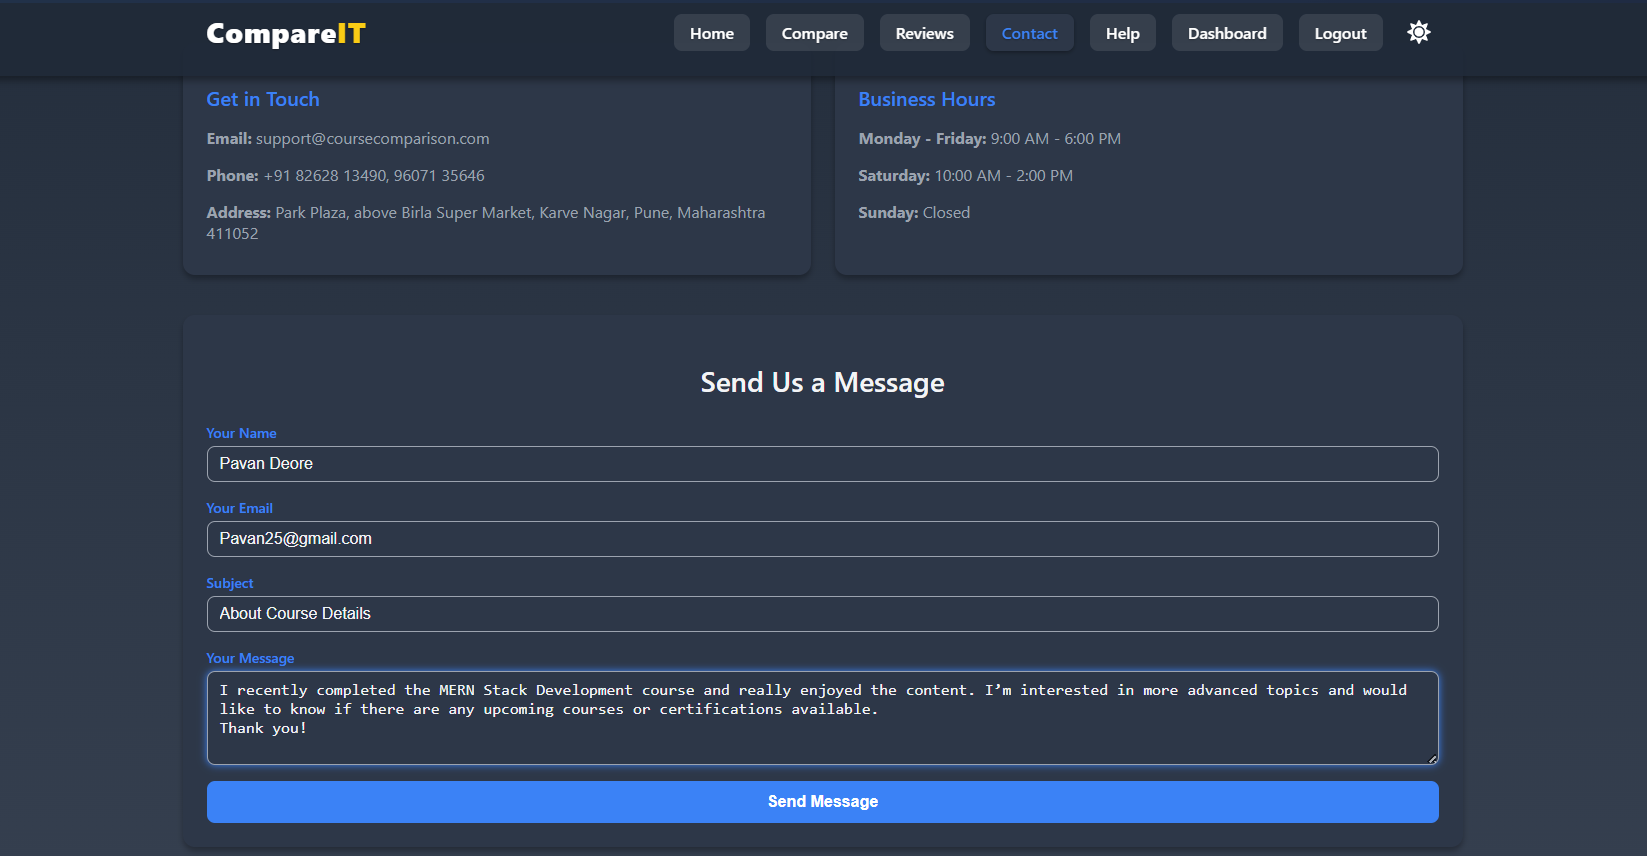 CompareIT
Home
Compare
Reviews
Contact
Help
Dashboard
Logout
Get in Touch
Email: support@coursecomparison.com
Phone: +91 82628 13490, 96071 35646
Address: Park Plaza, above Birla Super Market, Karve Nagar, Pune, Maharashtra
411052
Business Hours
Monday - Friday: 9:00 AM - 6:00 PM
Saturday: 10:00 AM - 2:00 PM
Sunday: Closed
Send Us a Message
Your Name
Pavan Deore
Your Email
Pavan25@gmail.com
Subject
About Course Details
Your Message
I recently completed the MERN Stack Development course and really enjoyed the content. I’m interested in more advanced topics and would
like to know if there are any upcoming courses or certifications available.
Thank you!
Send Message